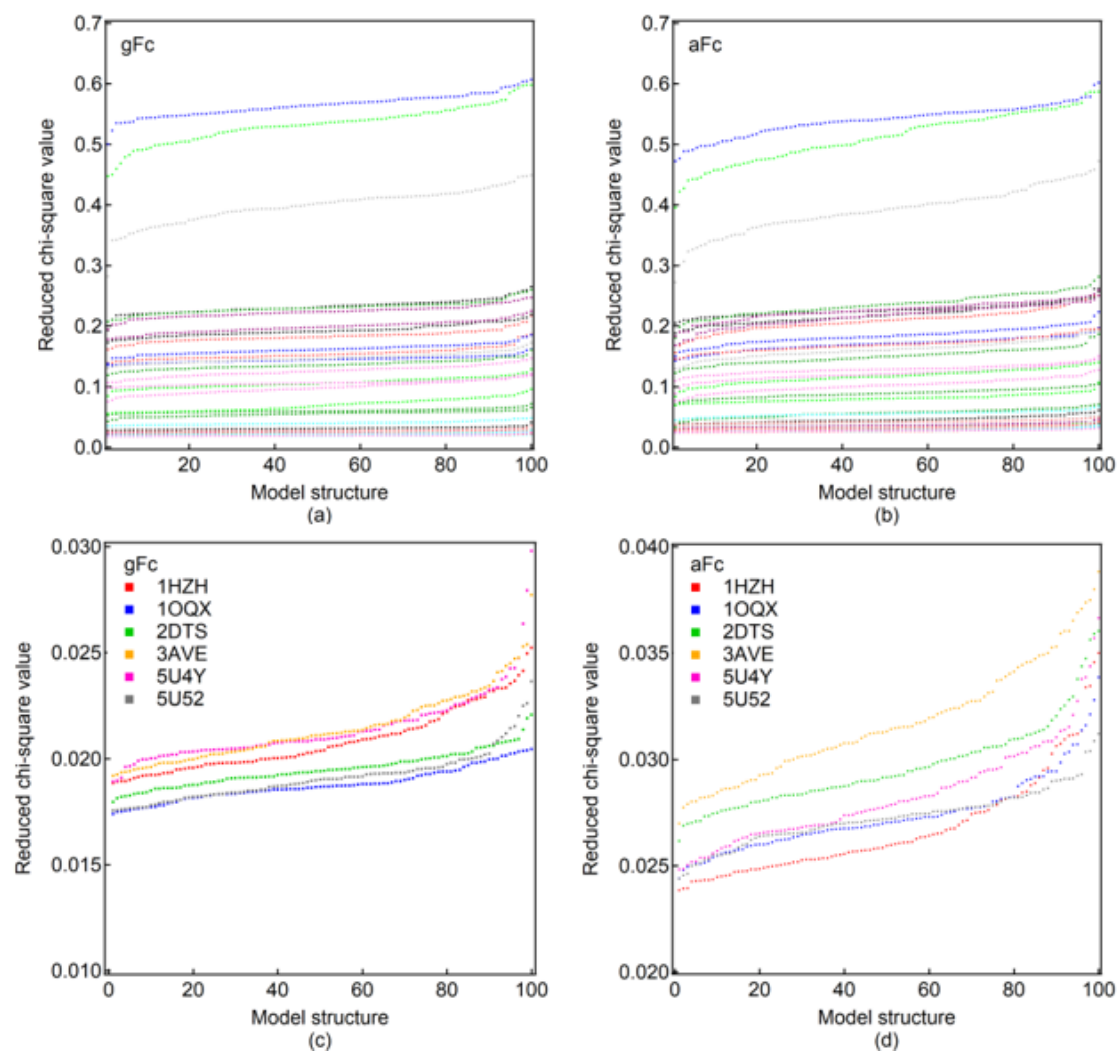 gFc
Reduced chi-square value
0.7
0.6
0.5
0.4
0.3
0.2
0.1
0.0
20
40
60
80
100
Model structure
(a)
aFc
Reduced chi-square value
0.7
0.6
0.5
0.4
0.3
0.2
0.1
0.0
20
40
60
80
100
Model structure
(b)
gFc
1HZH
1OQX
2DTS
3AVE
5U4Y
5U52
Reduced chi-square value
0.030
0.025
0.020
0.015
0.010
0
20
40
60
80
100
Model structure
(c)
aFc
1HZH
1OQX
2DTS
3AVE
5U4Y
5U52
Reduced chi-square value
0.040
0.035
0.030
0.025
0.020
0
20
40
60
80
100
Model structure
(d)